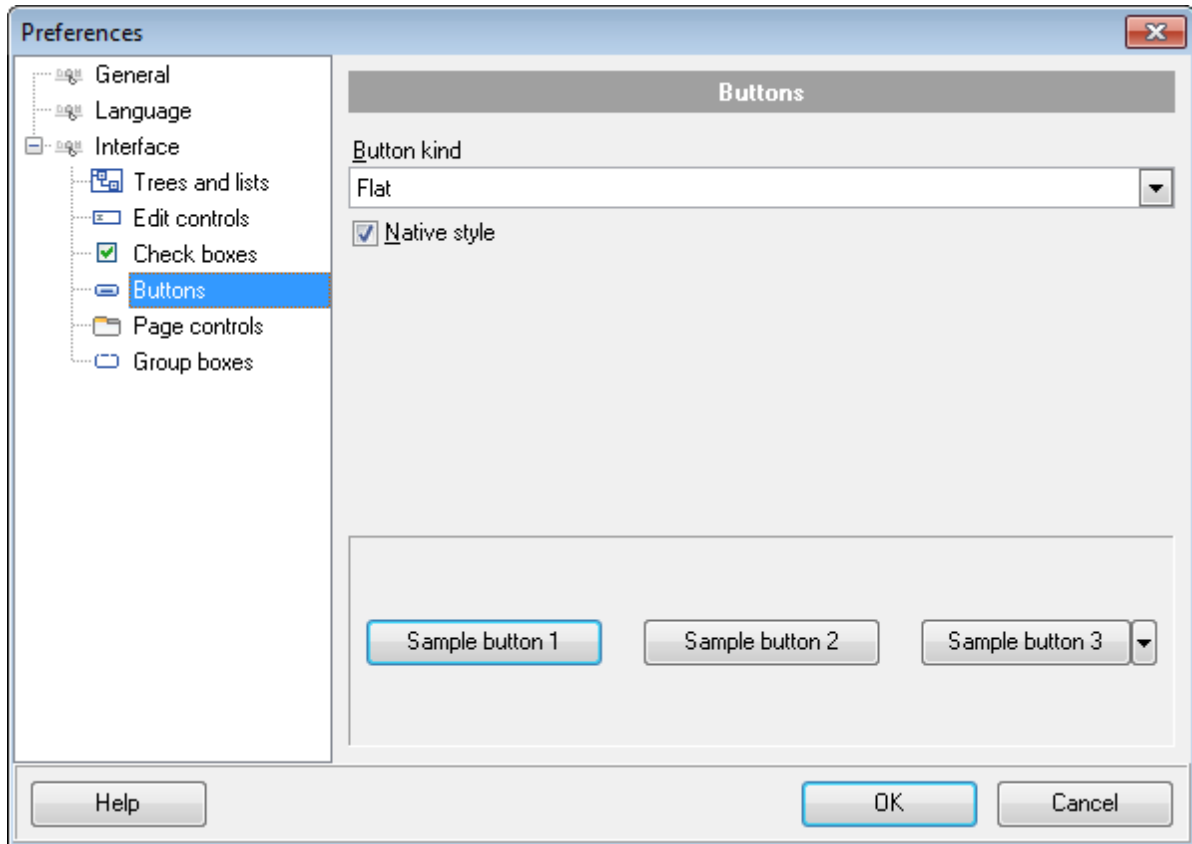 Preferences
General
Language
Interface
Trees and lists
Edit controls
Check boxes
Buttons
Page controls
Group boxes
Buttons
Button kind
Flat
Native style
Sample button 1
Sample button 2
Sample button 3
Help
OK
Cancel